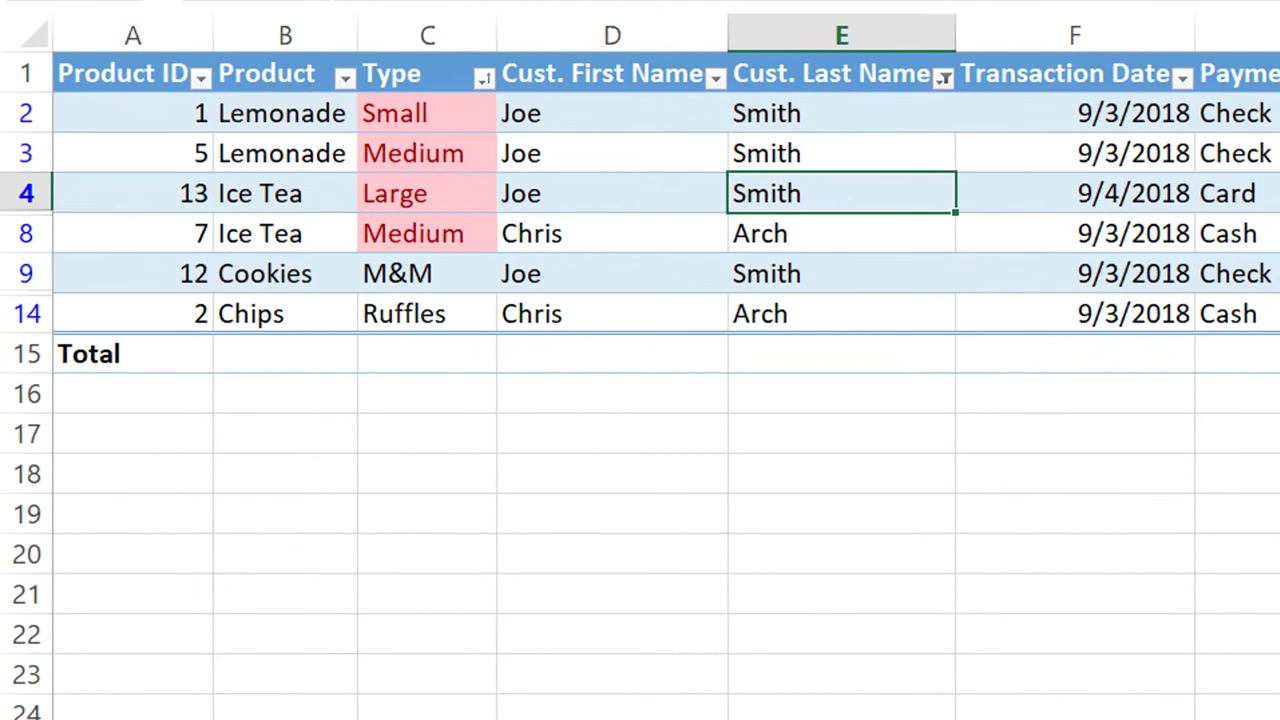 A B C D E F
1 Product ID Product Type Cust. First Name Cust. Last Name Transaction Date Payme
2 1 Lemonade Small Joe Smith 9/3/2018 Check
3 5 Lemonade Medium Joe Smith 9/3/2018 Check
4 13 Ice Tea Large Joe Smith 9/4/2018 Card
8 7 Ice Tea Medium Chris Arch 9/3/2018 Cash
9 12 Cookies M&M Joe Smith 9/3/2018 Check
14 2 Chips Ruffles Chris Arch 9/3/2018 Cash
15 Total
16
17
18
19
20
21
22
23
24